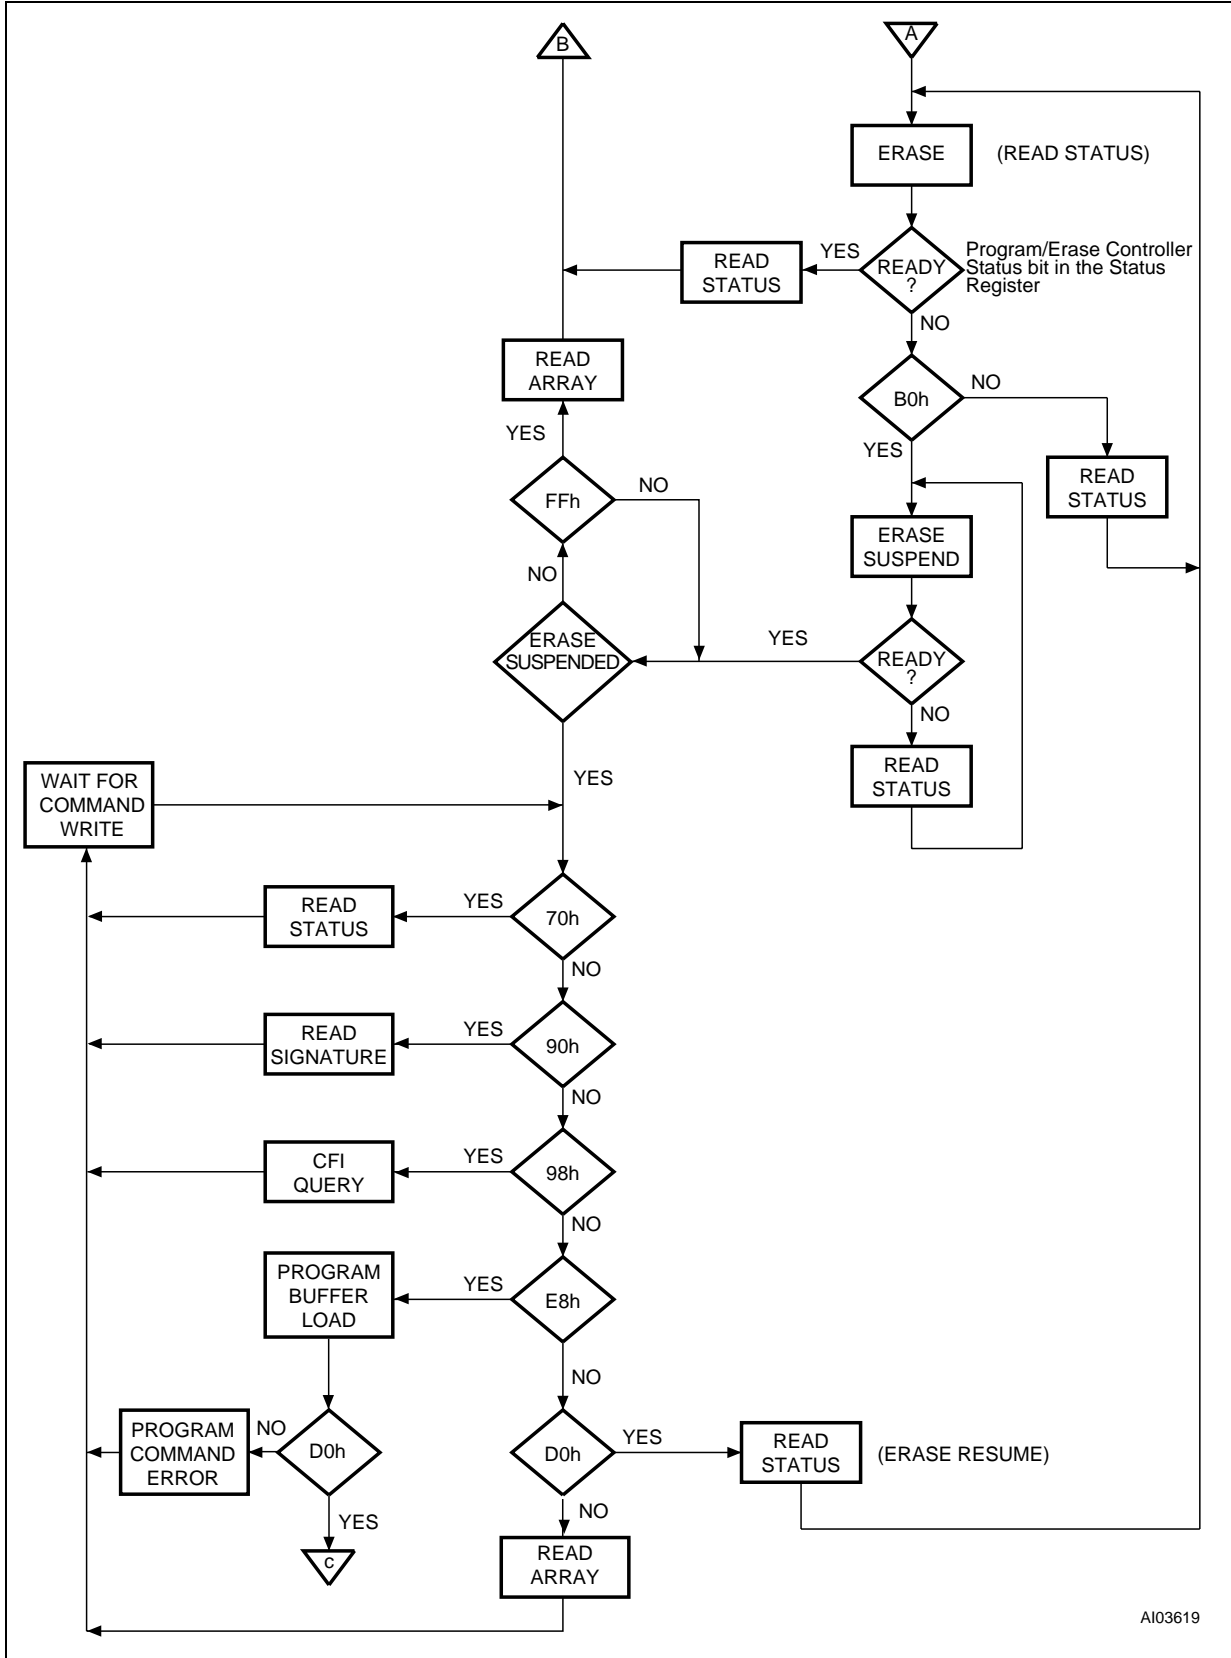 B
A
ERASE
(READ STATUS)
READ
STATUS
YES
READY
?
Program/Erase Controller
Status bit in the Status
Register
NO
READ
ARRAY
B0h
NO
YES
YES
READ
STATUS
FFh
NO
ERASE
SUSPEND
NO
ERASE
SUSPENDED
YES
READY
?
NO
READ
STATUS
YES
WAIT FOR
COMMAND
WRITE
READ
STATUS
YES
70h
NO
READ
SIGNATURE
YES
90h
NO
CFI
QUERY
YES
98h
NO
PROGRAM
BUFFER
LOAD
YES
E8h
NO
PROGRAM
COMMAND
ERROR
NO
D0h
YES
c
D0h
YES
READ
STATUS
(ERASE RESUME)
NO
READ
ARRAY
AI03619